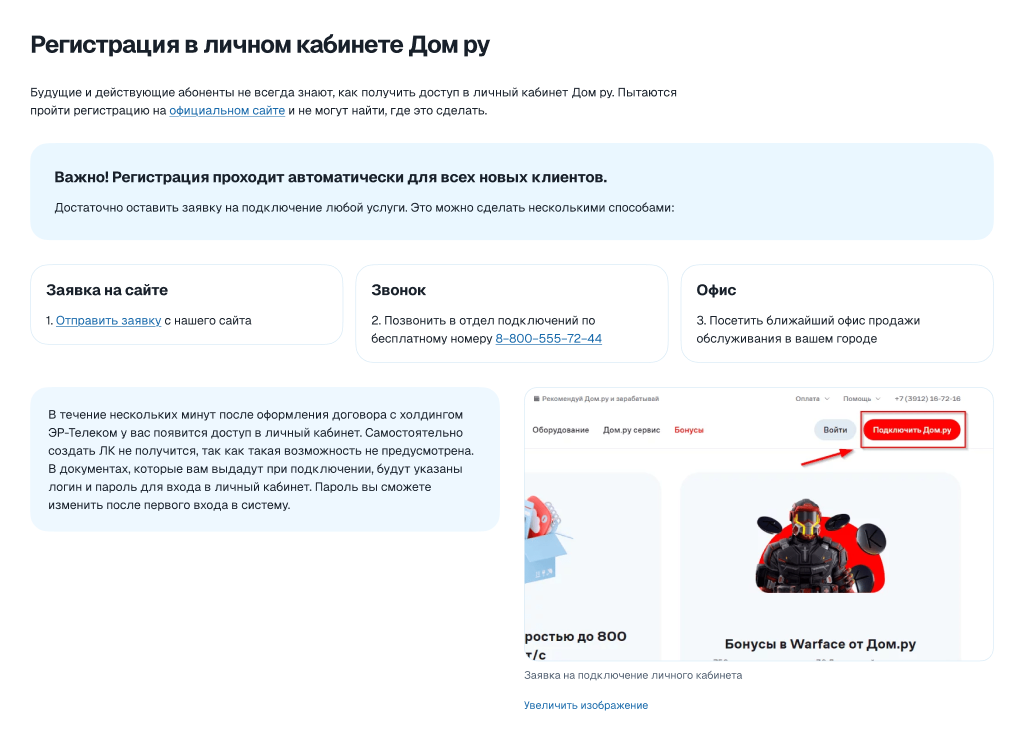 Регистрация в личном кабинете Дом ру
Будущие и действующие абоненты не всегда знают, как получить доступ в личный кабинет Дом ру. Пытаются
пройти регистрацию на официальном сайте и не могут найти, где это сделать.
Важно! Регистрация проходит автоматически для всех новых клиентов.
Достаточно оставить заявку на подключение любой услуги. Это можно сделать несколькими способами:
Заявка на сайте
1. Отправить заявку с нашего сайта
Звонок
2. Позвонить в отдел подключений по
бесплатному номеру 8-800-555-72-44
Офис
3. Посетить ближайший офис продажи
обслуживания в вашем городе
В течение нескольких минут после оформления договора с холдингом
ЭР-Телеком у вас появится доступ в личный кабинет. Самостоятельно
создать ЛК не получится, так как такая возможность не предусмотрена.
В документах, которые вам выдадут при подключении, будут указаны
логин и пароль для входа в личный кабинет. Пароль вы сможете
изменить после первого входа в систему.
Рекомендуй Дом.ру и зарабатывай
Оплата Помощь +7 (3912) 16-72-16
Оборудование Дом.ру сервис Бонусы Войти Подключить Дом.ру
ростью до 800
т/с
Бонусы в Warface от Дом.ру
Заявка на подключение личного кабинета
Увеличить изображение